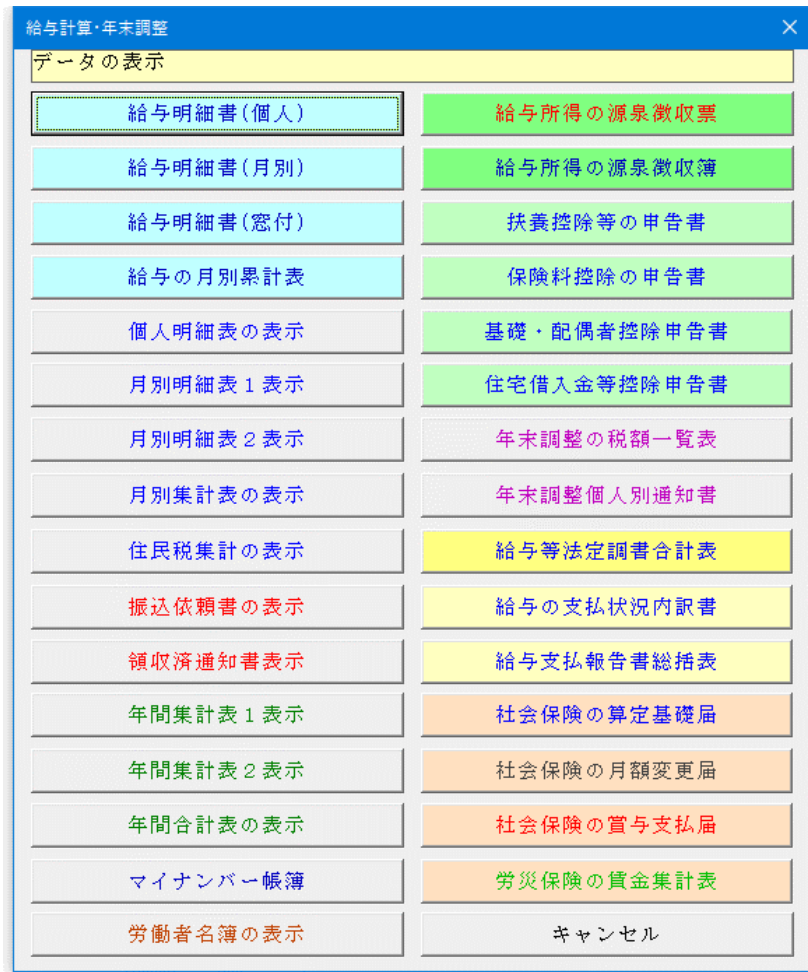 給与計算･年末調整
データの表示
給与明細書(個人)
給与所得の源泉徴収票
給与明細書(月別)
給与所得の源泉徴収簿
給与明細書(窓付)
扶養控除等の申告書
給与の月別累計表
保険料控除の申告書
個人明細表の表示
基礎・配偶者控除申告書
月別明細表１表示
住宅借入金等控除申告書
月別明細表２表示
年末調整の税額一覧表
月別集計表の表示
年末調整個人別通知書
住民税集計の表示
給与等法定調書合計表
振込依頼書の表示
給与の支払状況内訳書
領収済通知書表示
給与支払報告書総括表
年間集計表１表示
社会保険の算定基礎届
年間集計表２表示
社会保険の月額変更届
年間合計表の表示
社会保険の賞与支払届
マイナンバー帳簿
労災保険の賃金集計表
労働者名簿の表示
キャンセル